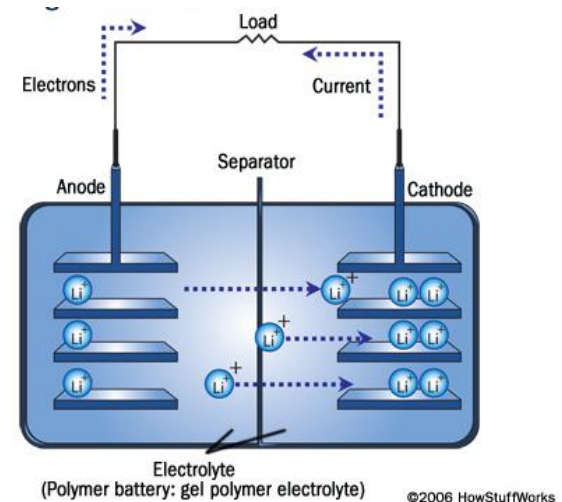 Load
Electrons
Current
Separator
Anode
Cathode
Li+
Li+
Li+ Li+
Li+
Li+
Li+ Li+
Li+
Li+
Li+ Li+
Electrolyte
(Polymer battery: gel polymer electrolyte)
©2006 HowStuffWorks